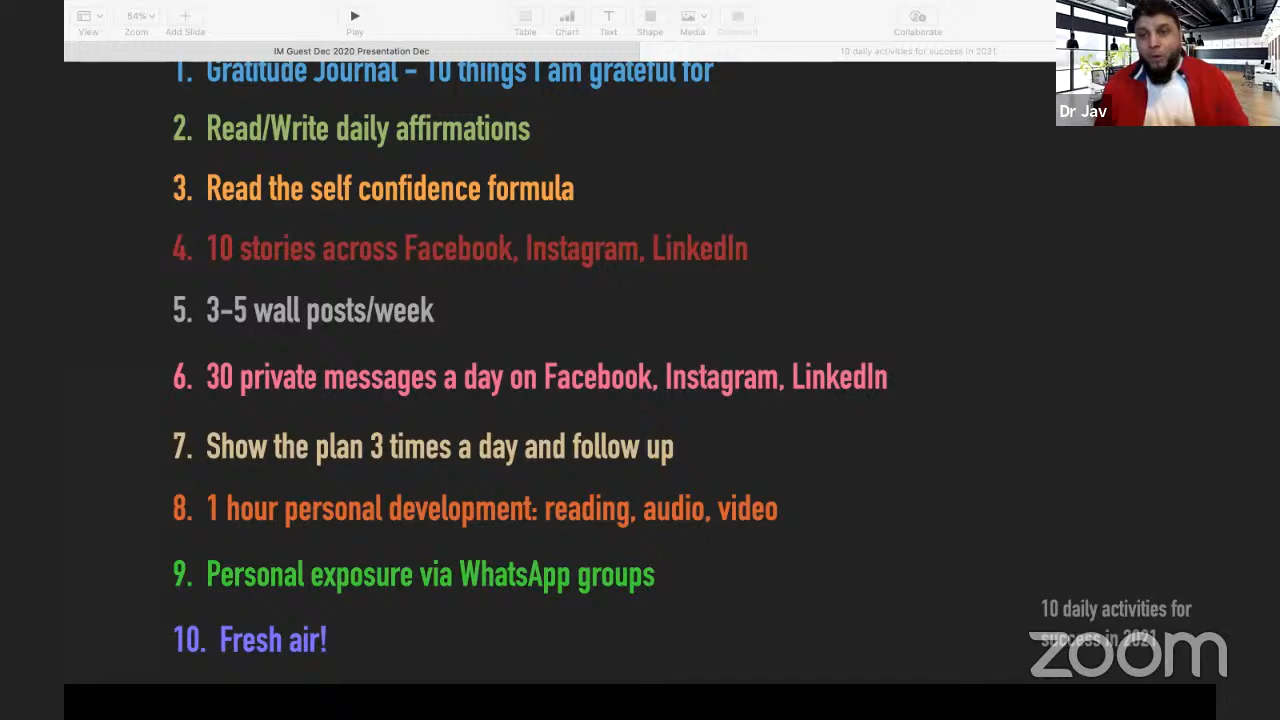 View
54%
Zoom
Add Slide
Play
Table
Chart
Text
Shape
Media
Comment
Collaborate
IM Guest Dec 2020 Presentation Dec
10 daily activities for success in 2021
Dr Jav
1. Gratitude Journal - 10 things I am grateful for
2. Read/Write daily affirmations
3. Read the self confidence formula
4. 10 stories across Facebook, Instagram, LinkedIn
5. 3-5 wall posts/week
6. 30 private messages a day on Facebook, Instagram, LinkedIn
7. Show the plan 3 times a day and follow up
8. 1 hour personal development: reading, audio, video
9. Personal exposure via WhatsApp groups
10. Fresh air!
10 daily activities for
success in 2021
zoom